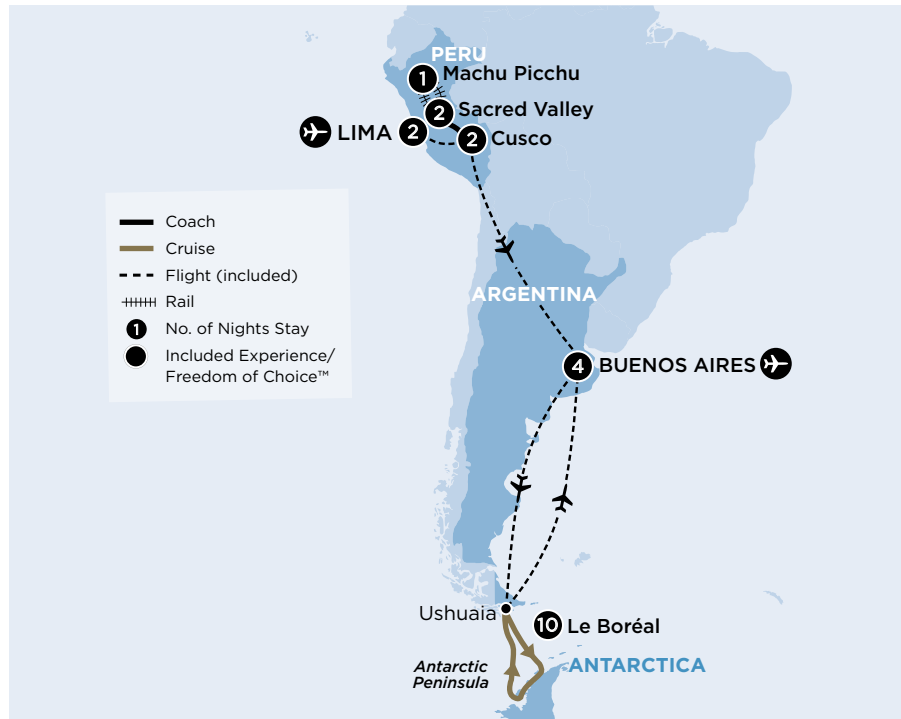 PERU
1 Machu Picchu
2 Sacred Valley
LIMA 2
2 Cusco
Coach
Cruise
Flight (included)
Rail
1 No. of Nights Stay
Included Experience/
Freedom of Choice™
ARGENTINA
4 BUENOS AIRES
Ushuaia
10 Le Boréal
Antarctic
Peninsula
ANTARCTICA